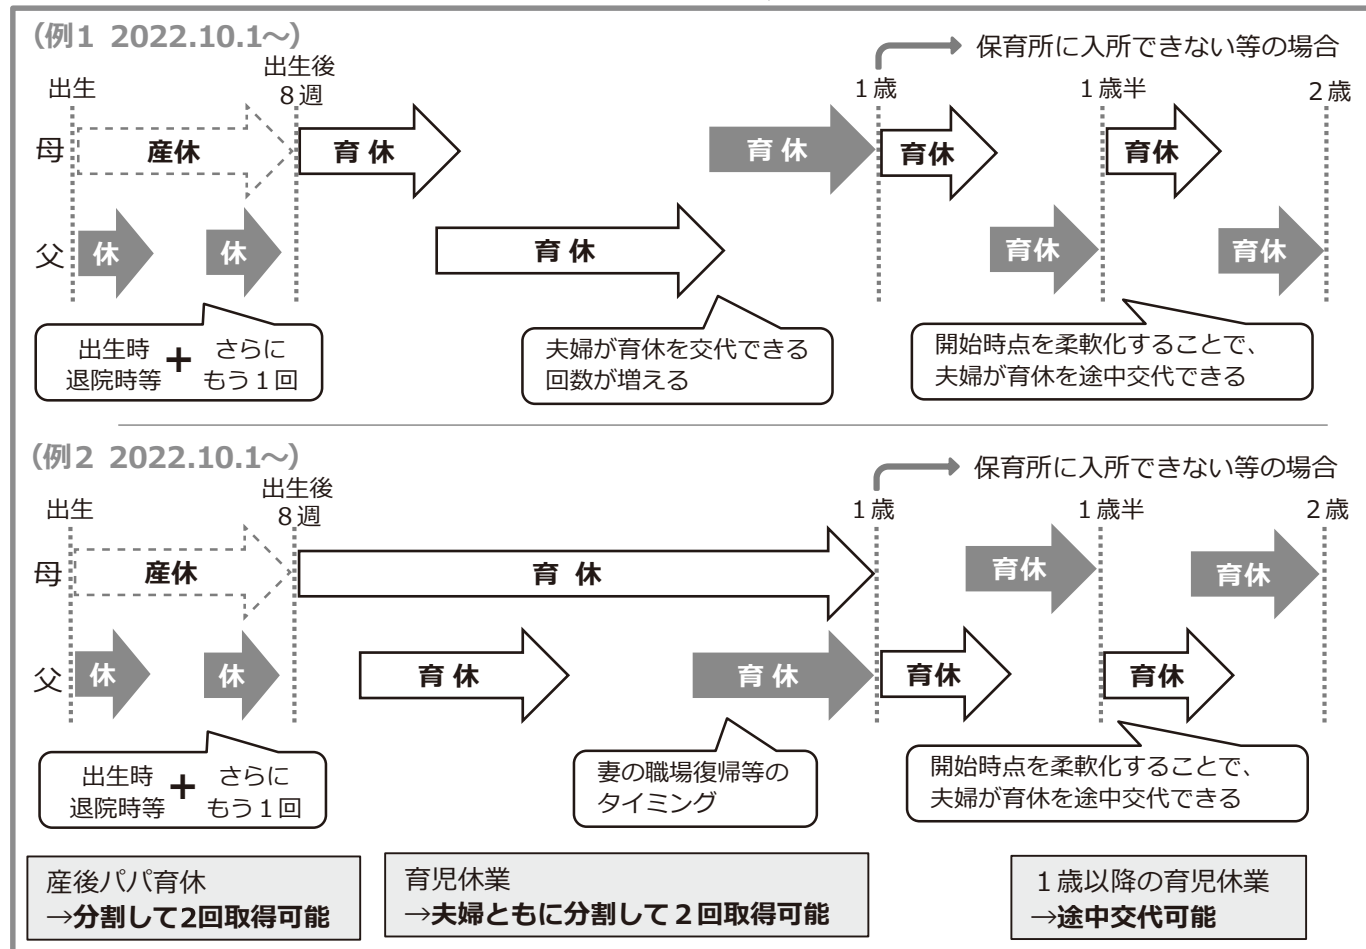 （例1 2022.10.1～）
保育所に入所できない等の場合
出生
出生後
８週
１歳
１歳半
２歳
母
産休
育 休
育 休
育休
育休
父
休
休
育 休
育休
育休
出生時
退院時等
＋
さらに
もう１回
夫婦が育休を交代できる
回数が増える
開始時点を柔軟化することで、
夫婦が育休を途中交代できる
（例2 2022.10.1～）
保育所に入所できない等の場合
出生
出生後
８週
１歳
１歳半
２歳
母
産休
育 休
育休
育休
父
休
休
育 休
育 休
育休
育休
出生時
退院時等
＋
さらに
もう１回
妻の職場復帰等の
タイミング
開始時点を柔軟化することで、
夫婦が育休を途中交代できる
産後パパ育休
→分割して2回取得可能
育児休業
→夫婦ともに分割して２回取得可能
１歳以降の育児休業
→途中交代可能